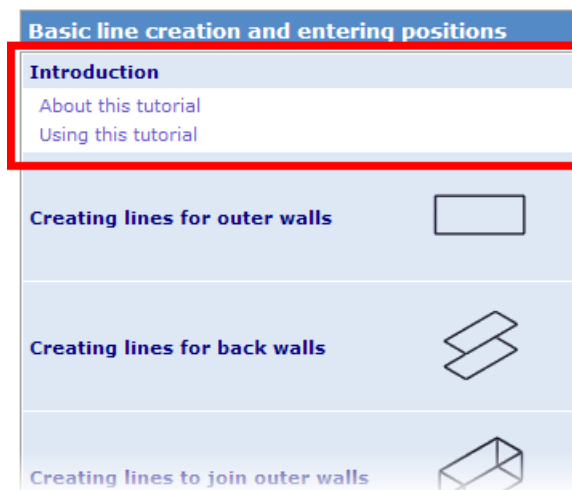 Basic line creation and entering positions
Introduction
About this tutorial
Using this tutorial
Creating lines for outer walls
Creating lines for back walls
Creating lines to join outer walls